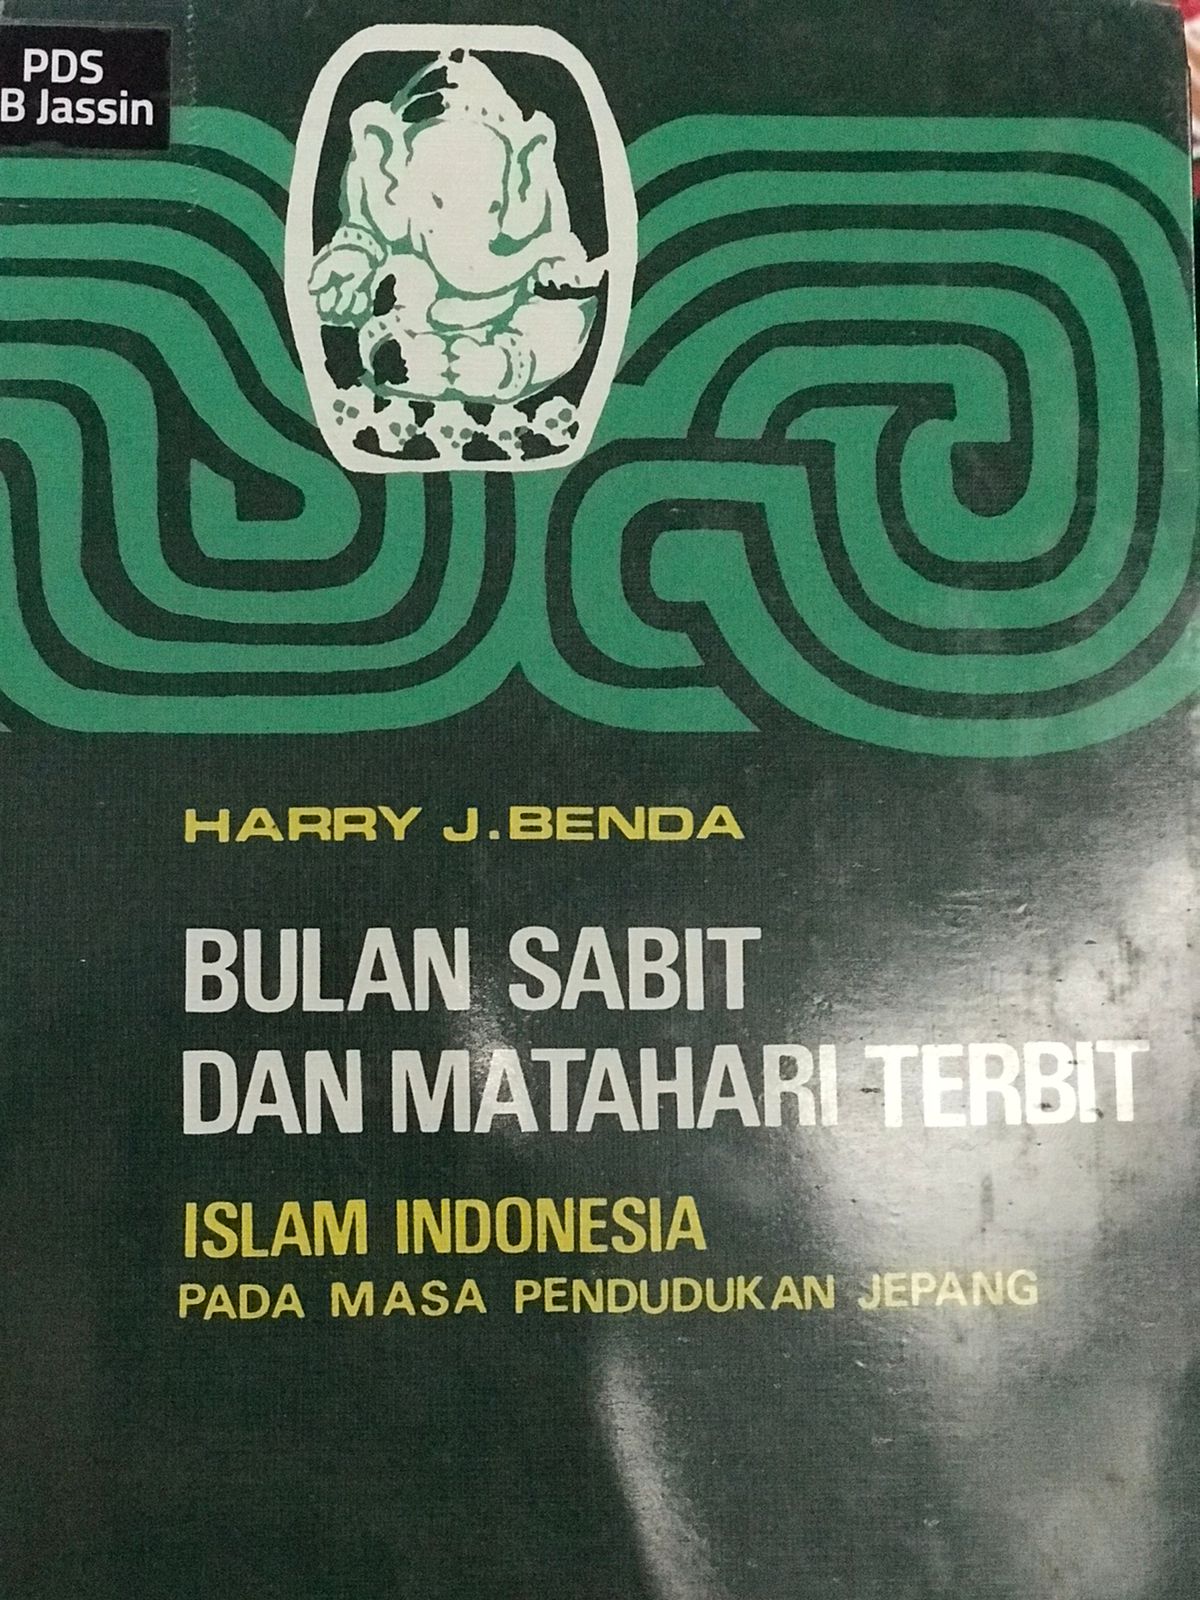 PDS
B Jassin
HARRY J. BENDA
BULAN SABIT
DAN MATAHARI TERBIT
ISLAM INDONESIA
PADA MASA PENDUDUKAN JEPANG